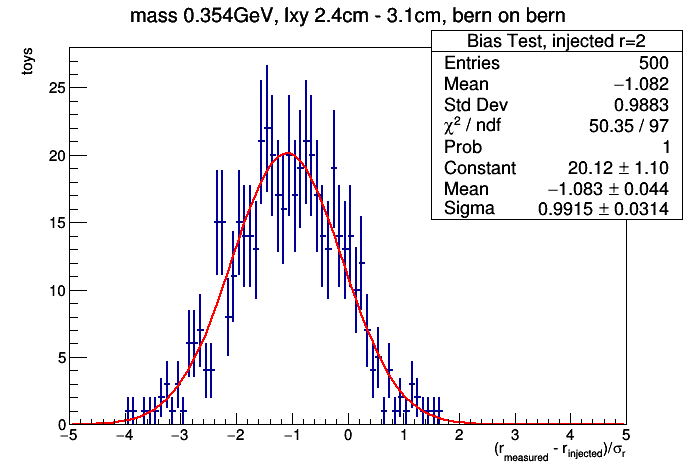 mass 0.354GeV, lxy 2.4cm - 3.1cm, bern on bern
toys
Bias Test, injected r=2
Entries 500
Mean −1.082
Std Dev 0.9883
χ² / ndf 50.35 / 97
Prob 1
Constant 20.12 ± 1.10
Mean −1.083 ± 0.044
Sigma 0.9915 ± 0.0314
25
20
15
10
5
0
−5 −4 −3 −2 −1 0 1 2 3 4 5
(r_measured - r_injected)/σ_r